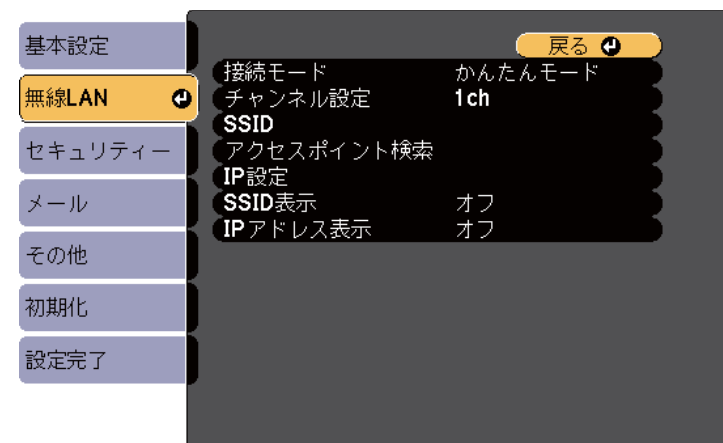 基本設定
無線LAN
セキュリティー
メール
その他
初期化
設定完了
戻る
接続モード かんたんモード
チャンネル設定 1ch
SSID
アクセスポイント検索
IP設定
SSID表示 オフ
IPアドレス表示 オフ